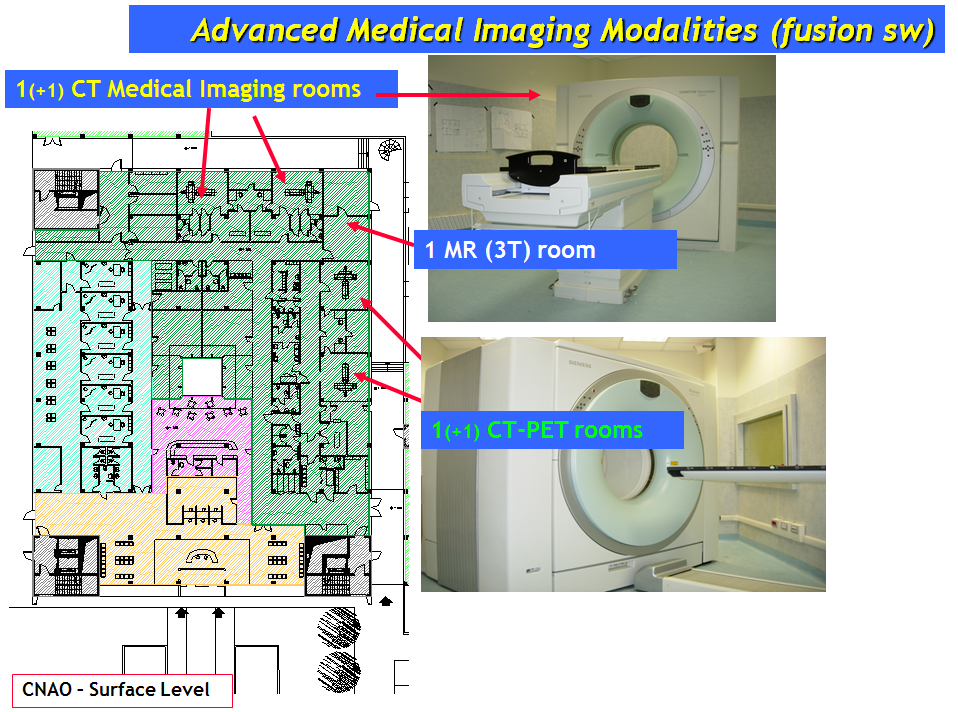 Advanced Medical Imaging Modalities (fusion sw)
1(+1) CT Medical Imaging rooms
1 MR (3T) room
SIEMENS
1(+1) CT-PET rooms
CNAO – Surface Level